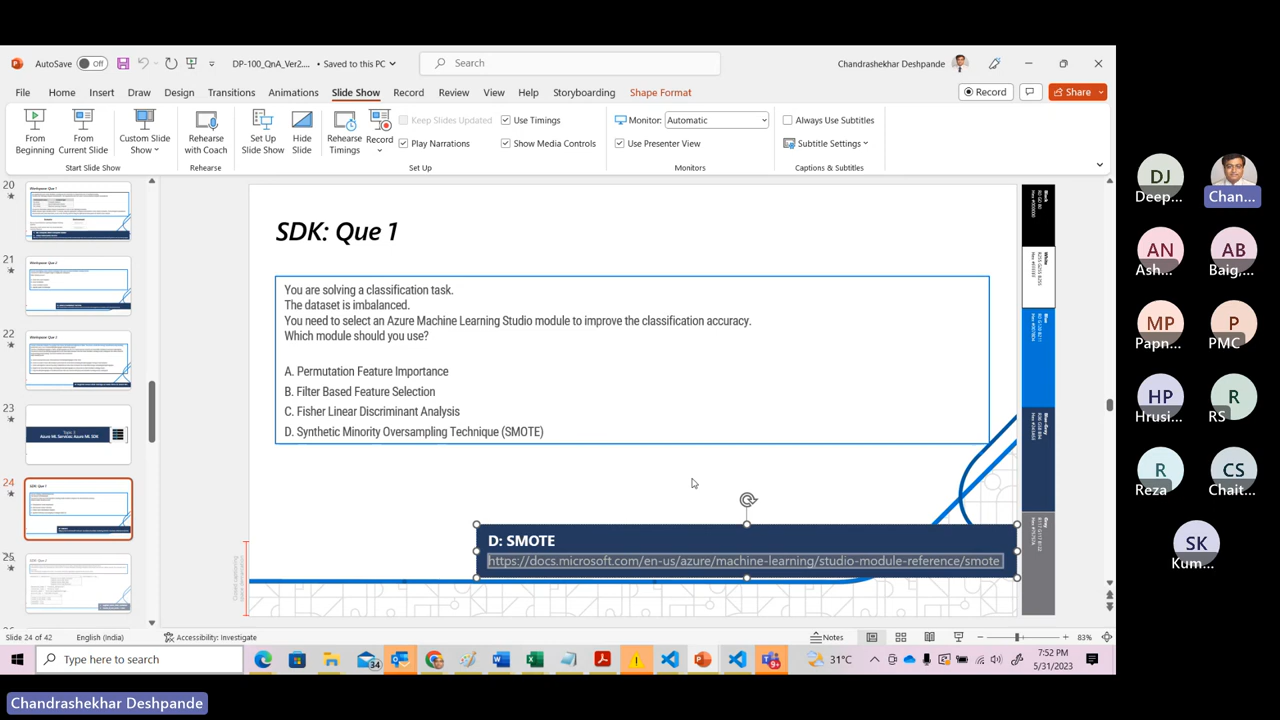 AutoSave Off DP-100_QnA_Ver2.... • Saved to this PC Search Chandrashekhar Deshpande
File Home Insert Draw Design Transitions Animations Slide Show Record Review View Help Storyboarding Shape Format Record Share
From Beginning
From Current Slide
Custom Slide Show
Start Slide Show
Rehearse with Coach
Rehearse
Set Up Slide Show
Hide Slide
Rehearse Timings
Record
Keep Slides Updated
Play Narrations
Use Timings
Show Media Controls
Set Up
Monitor: Automatic
Use Presenter View
Monitors
Always Use Subtitles
Subtitle Settings
Captions & Subtitles
20
21
22
23
24
25
SDK: Que 1
You are solving a classification task.
The dataset is imbalanced.
You need to select an Azure Machine Learning Studio module to improve the classification accuracy.
Which module should you use?
A. Permutation Feature Importance
B. Filter Based Feature Selection
C. Fisher Linear Discriminant Analysis
D. Synthetic Minority Oversampling Technique (SMOTE)
D: SMOTE
https://docs.microsoft.com/en-us/azure/machine-learning/studio-module-reference/smote
DJ
Deep...
Chan...
AN
Ash...
AB
Baig,...
MP
Papn...
P
PMC
HP
Hrusi...
R
RS
R
Reza
CS
Chait...
SK
Kum...
Slide 24 of 42 English (India) Accessibility: Investigate Notes 83%
Type here to search 34 9+ 31°C 7:52 PM
5/31/2023
Chandrashekhar Deshpande